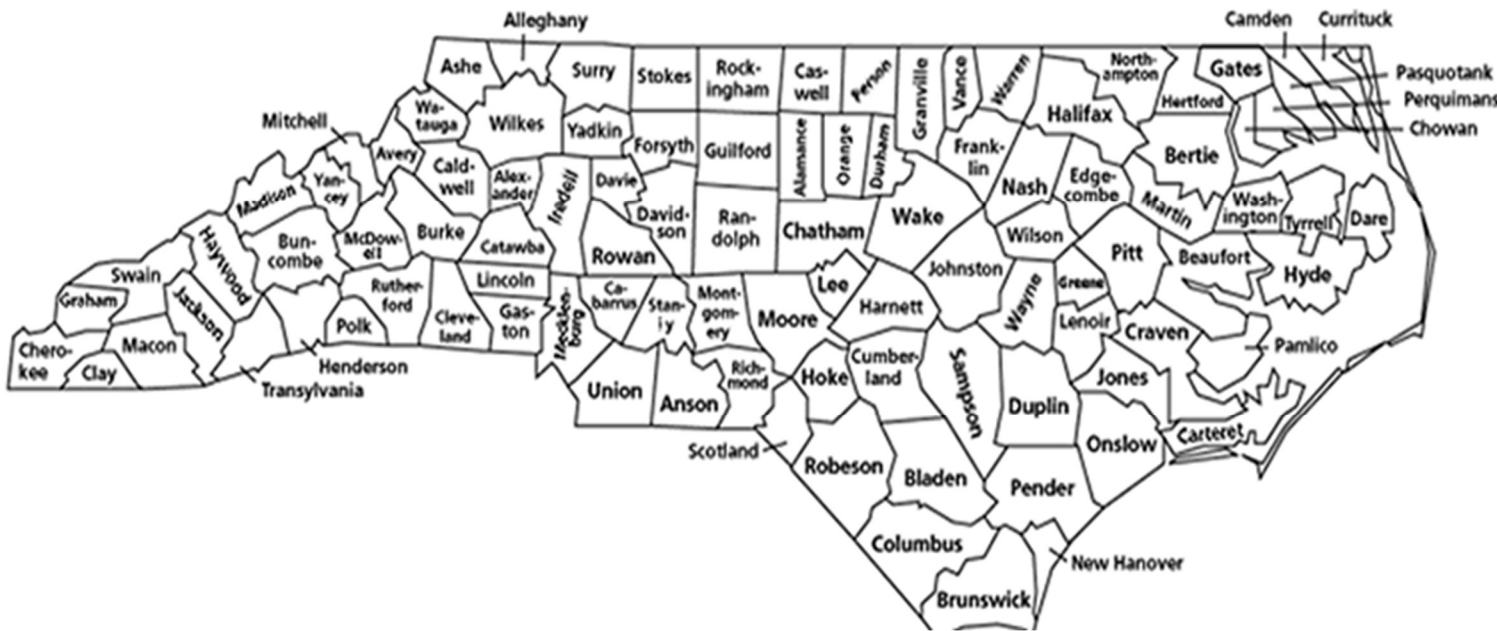 Alleghany
Camden
Currituck
Ashe
Surry
Stokes
Rock-
ingham
Cas-
well
Person
Granville
Vance
Warren
North-
ampton
Gates
Hertford
Pasquotank
Perquimans
Chowan
Mitchell
Wa-
tauga
Wilkes
Yadkin
Forsyth
Guilford
Alamance
Orange
Durham
Frank-
lin
Halifax
Bertie
Avery
Cald-
well
Alex-
ander
Iredell
Davie
Nash
Edge-
combe
Martin
Wash-
ington
Tyrrell
Dare
Madison
Yan-
cey
Burke
Catawba
Rowan
David-
son
Ran-
dolph
Chatham
Wake
Wilson
Pitt
Beaufort
Hyde
Haywood
Bun-
combe
McDow-
ell
Swain
Graham
Jackson
Ruther-
ford
Lincoln
Lee
Johnston
Wayne
Greene
Chero-
kee
Clay
Macon
Polk
Cleve-
land
Gas-
ton
Mecklen-
burg
Ca-
barrus
Stan-
ly
Mont-
gom-
ery
Moore
Harnett
Lenoir
Craven
Pamlico
Henderson
Transylvania
Union
Anson
Rich-
mond
Hoke
Cumber-
land
Sampson
Duplin
Jones
Carteret
Onslow
Scotland
Robeson
Bladen
Pender
Columbus
New Hanover
Brunswick